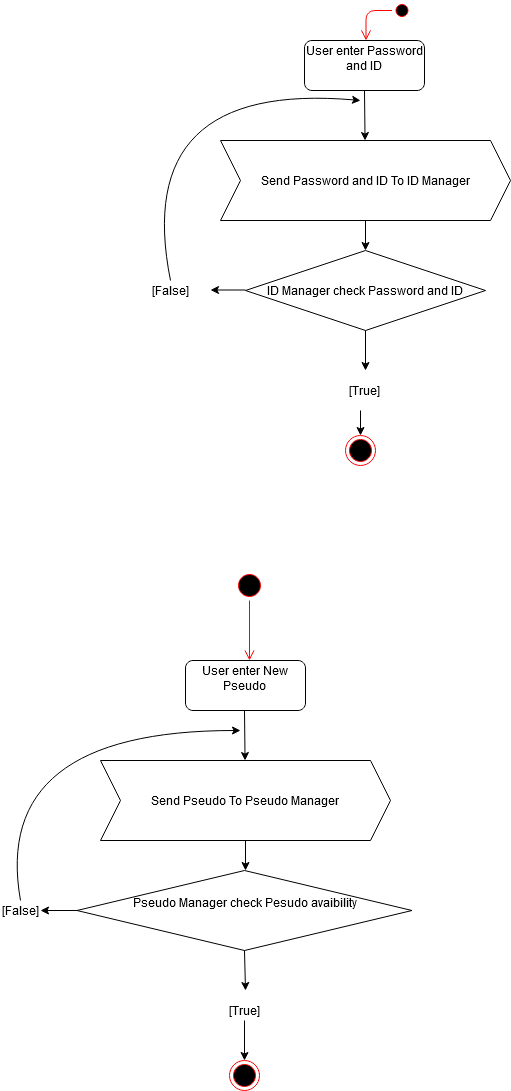 User enter Password
and ID
Send Password and ID To ID Manager
[False]
ID Manager check Password and ID
[True]
User enter New
Pseudo
Send Pseudo To Pseudo Manager
Pseudo Manager check Pesudo avaibility
[False]
[True]